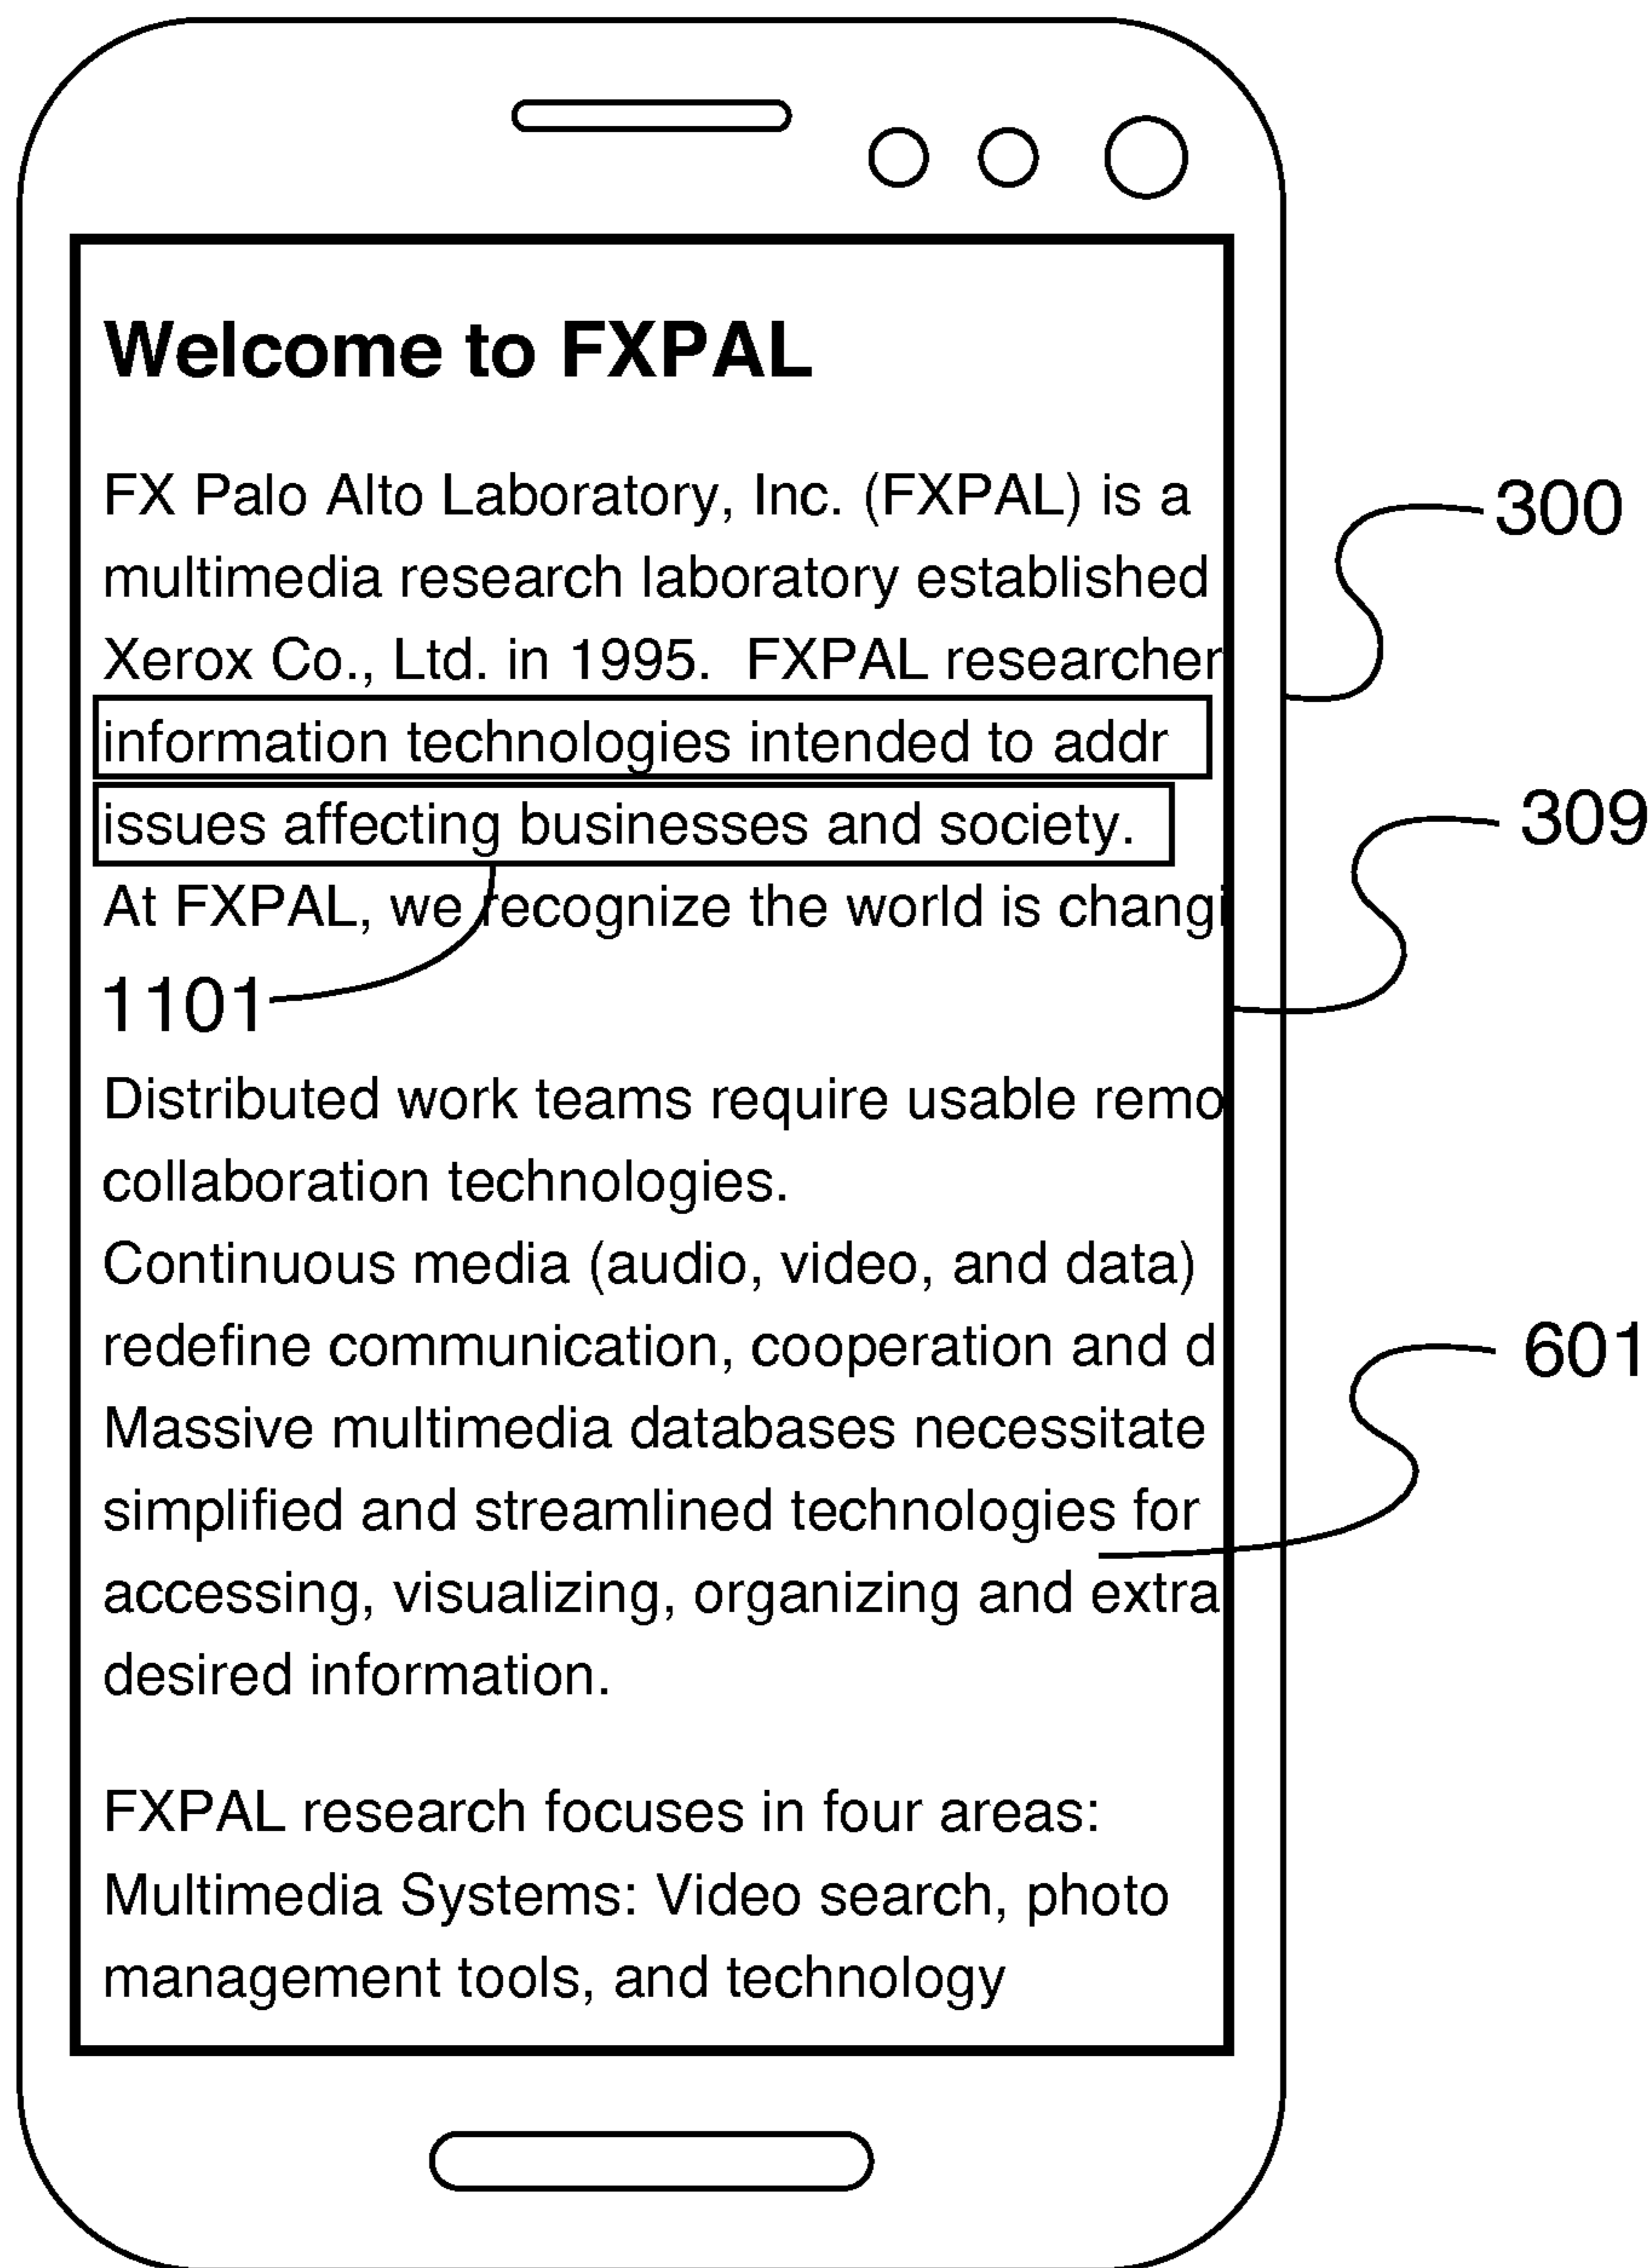 Welcome to FXPAL
FX Palo Alto Laboratory, Inc. (FXPAL) is a
multimedia research laboratory established
Xerox Co., Ltd. in 1995. FXPAL researcher
information technologies intended to addr
issues affecting businesses and society.
At FXPAL, we recognize the world is changi
1101
Distributed work teams require usable remo
collaboration technologies.
Continuous media (audio, video, and data)
redefine communication, cooperation and d
Massive multimedia databases necessitate
simplified and streamlined technologies for
accessing, visualizing, organizing and extra
desired information.
FXPAL research focuses in four areas:
Multimedia Systems: Video search, photo
management tools, and technology
300
309
601